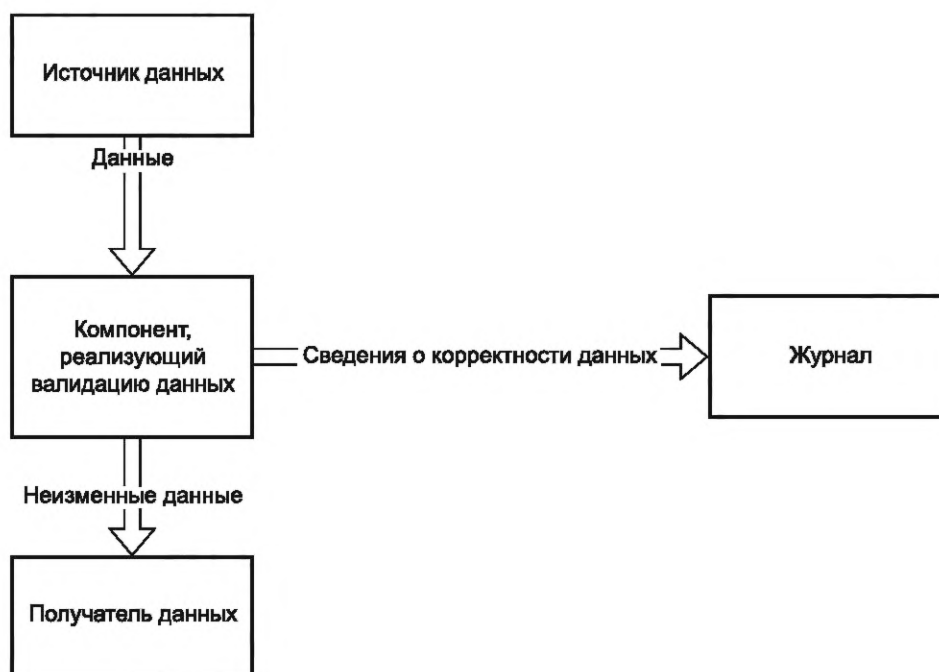 Источник данных
Данные
Компонент,
реализующий
валидацию данных
Сведения о корректности данных
Журнал
Неизменные данные
Получатель данных